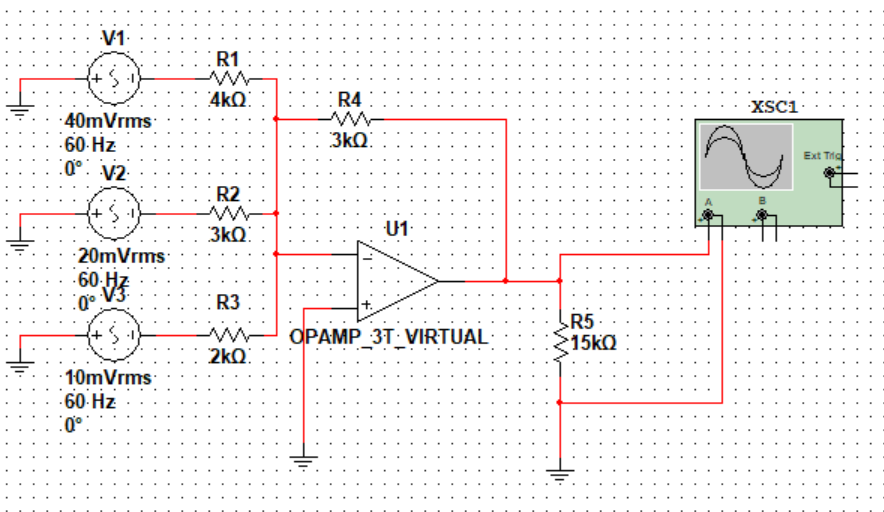 V1
40mVrms
60 Hz
0°
R1
4kΩ
R4
3kΩ
V2
20mVrms
60 Hz
0°
R2
3kΩ
V3
10mVrms
60 Hz
0°
R3
2kΩ
U1
−
+
OPAMP_3T_VIRTUAL
R5
15kΩ
XSC1
Ext Trig
+
A
B
+
+